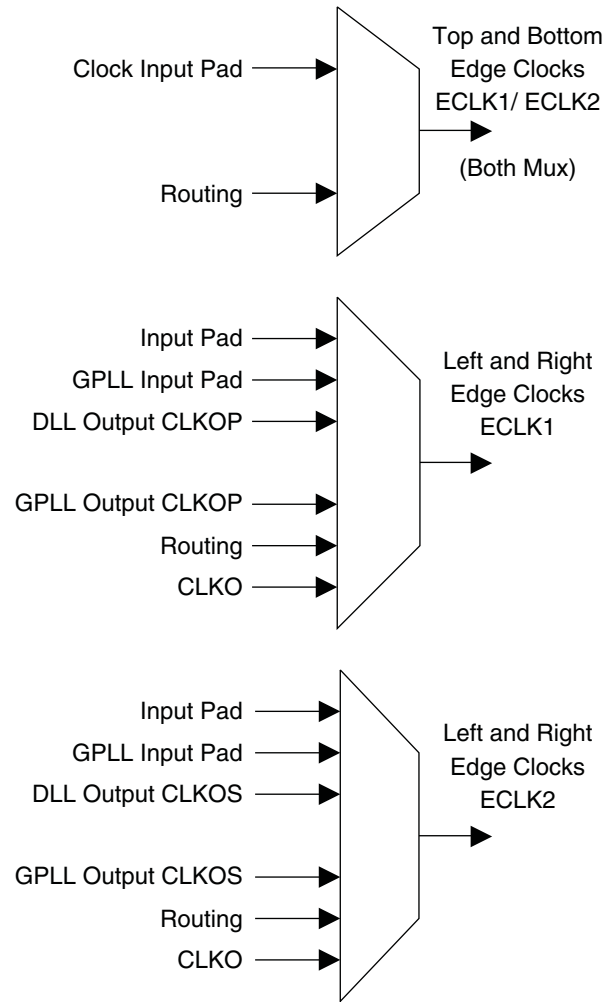 Clock Input Pad
Routing
Top and Bottom
Edge Clocks
ECLK1/ ECLK2
(Both Mux)
Input Pad
GPLL Input Pad
DLL Output CLKOP
GPLL Output CLKOP
Routing
CLKO
Left and Right
Edge Clocks
ECLK1
Input Pad
GPLL Input Pad
DLL Output CLKOS
GPLL Output CLKOS
Routing
CLKO
Left and Right
Edge Clocks
ECLK2